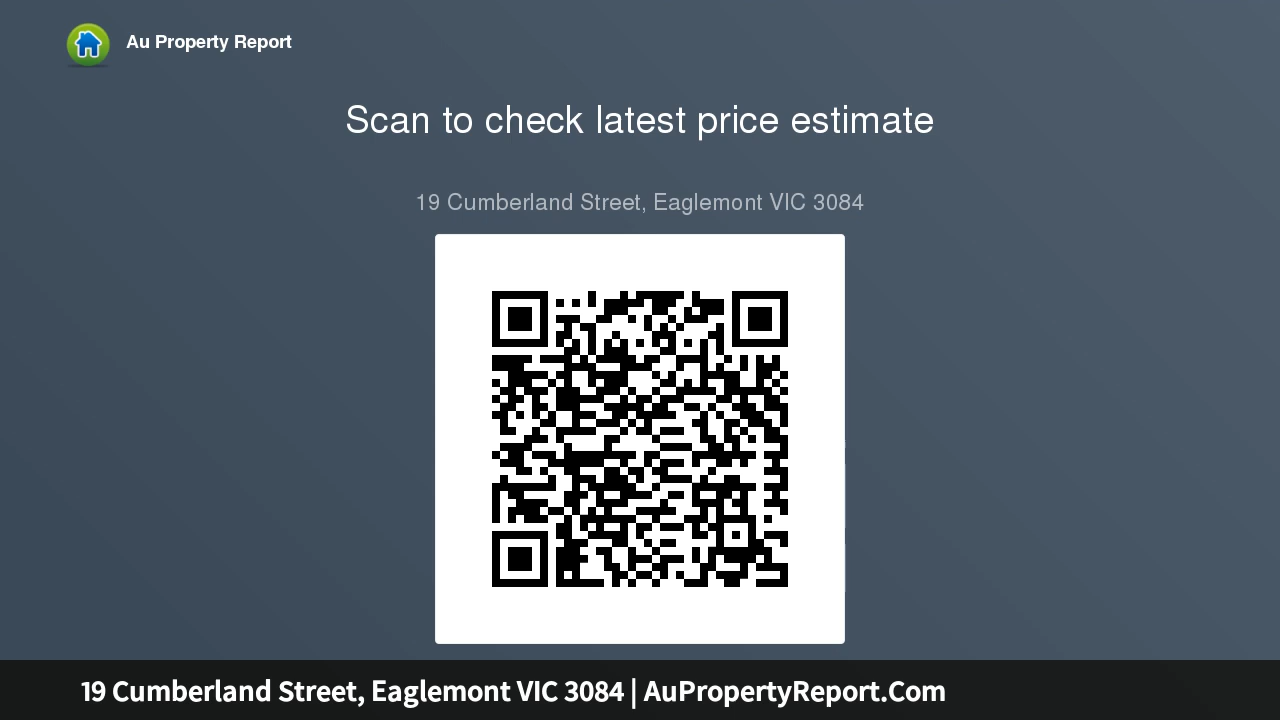 Au Property Report
Scan to check latest price estimate
19 Cumberland Street, Eaglemont VIC 3084
19 Cumberland Street, Eaglemont VIC 3084 | AuPropertyReport.Com